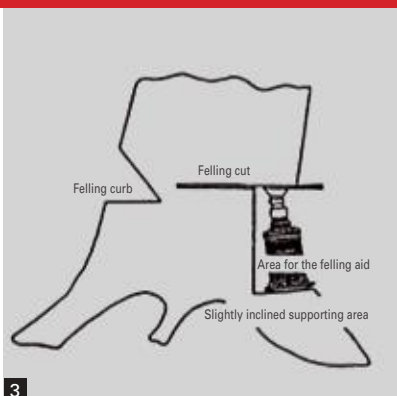 Felling cut
Felling curb
Area for the felling aid
Slightly inclined supporting area
3